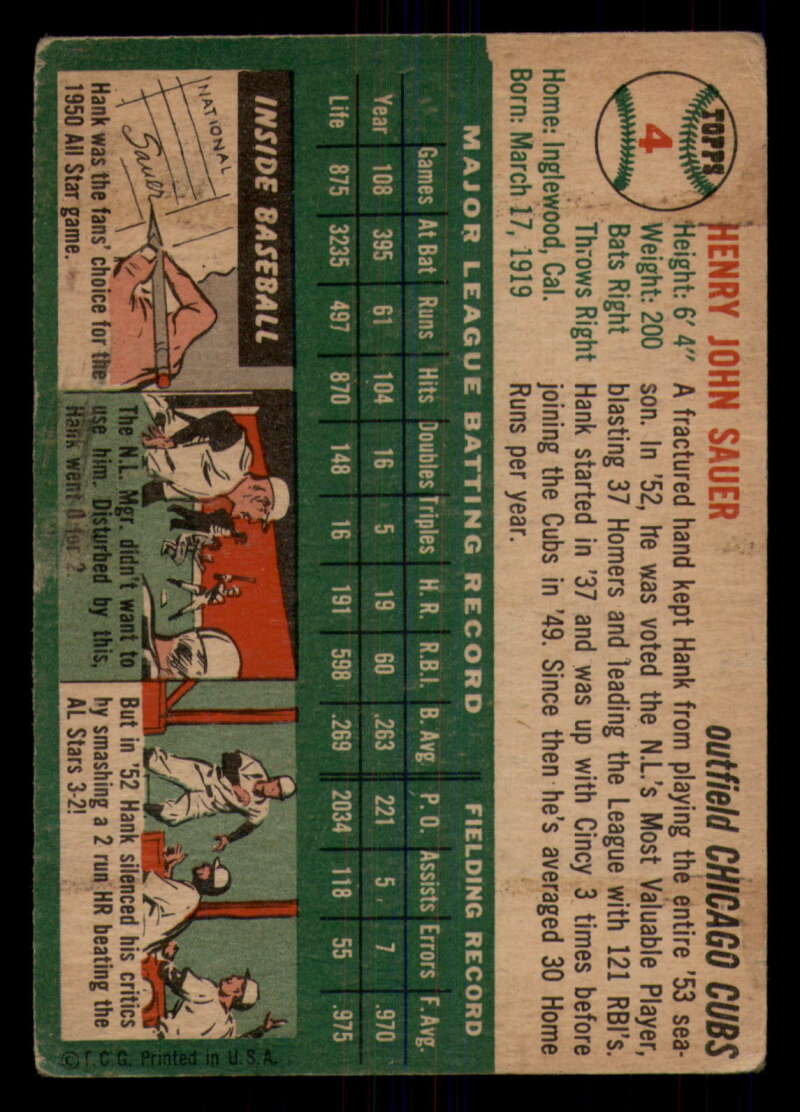 TOPPS
4
HENRY JOHN SAUER
outfield CHICAGO CUBS
Height: 6' 4"
Weight: 200
Bats Right
Throws Right
Home: Inglewood, Cal.
Born: March 17, 1919
A fractured hand kept Hank from playing the entire '53 sea-
son. In '52, he was voted the N.L.'s Most Valuable Player,
blasting 37 Homers and leading the League with 121 RBI's.
Hank started in '37 and was up with Cincy 3 times before
joining the Cubs in '49. Since then he's averaged 30 Home
Runs per year.
MAJOR LEAGUE BATTING RECORD FIELDING RECORD
Games At Bat Runs Hits Doubles Triples H. R. R.B.I. B. Avg P. O. Assists Errors F. Avg.
Year 108 395 61 104 16 5 19 60 .263 221 5 7 .970
Life 875 3235 497 870 148 16 191 598 .269 2034 118 55 .975
INSIDE BASEBALL
NATIONAL
Sauer
Hank was the fans' choice for the
1950 All Star game.
The N.L. Mgr. didn't want to
use him. Disturbed by this,
Hank went 0 for 2.
But in '52 Hank silenced his critics
by smashing a 2 run HR beating the
AL Stars 3-2!
© T.C.G. Printed in U.S.A.